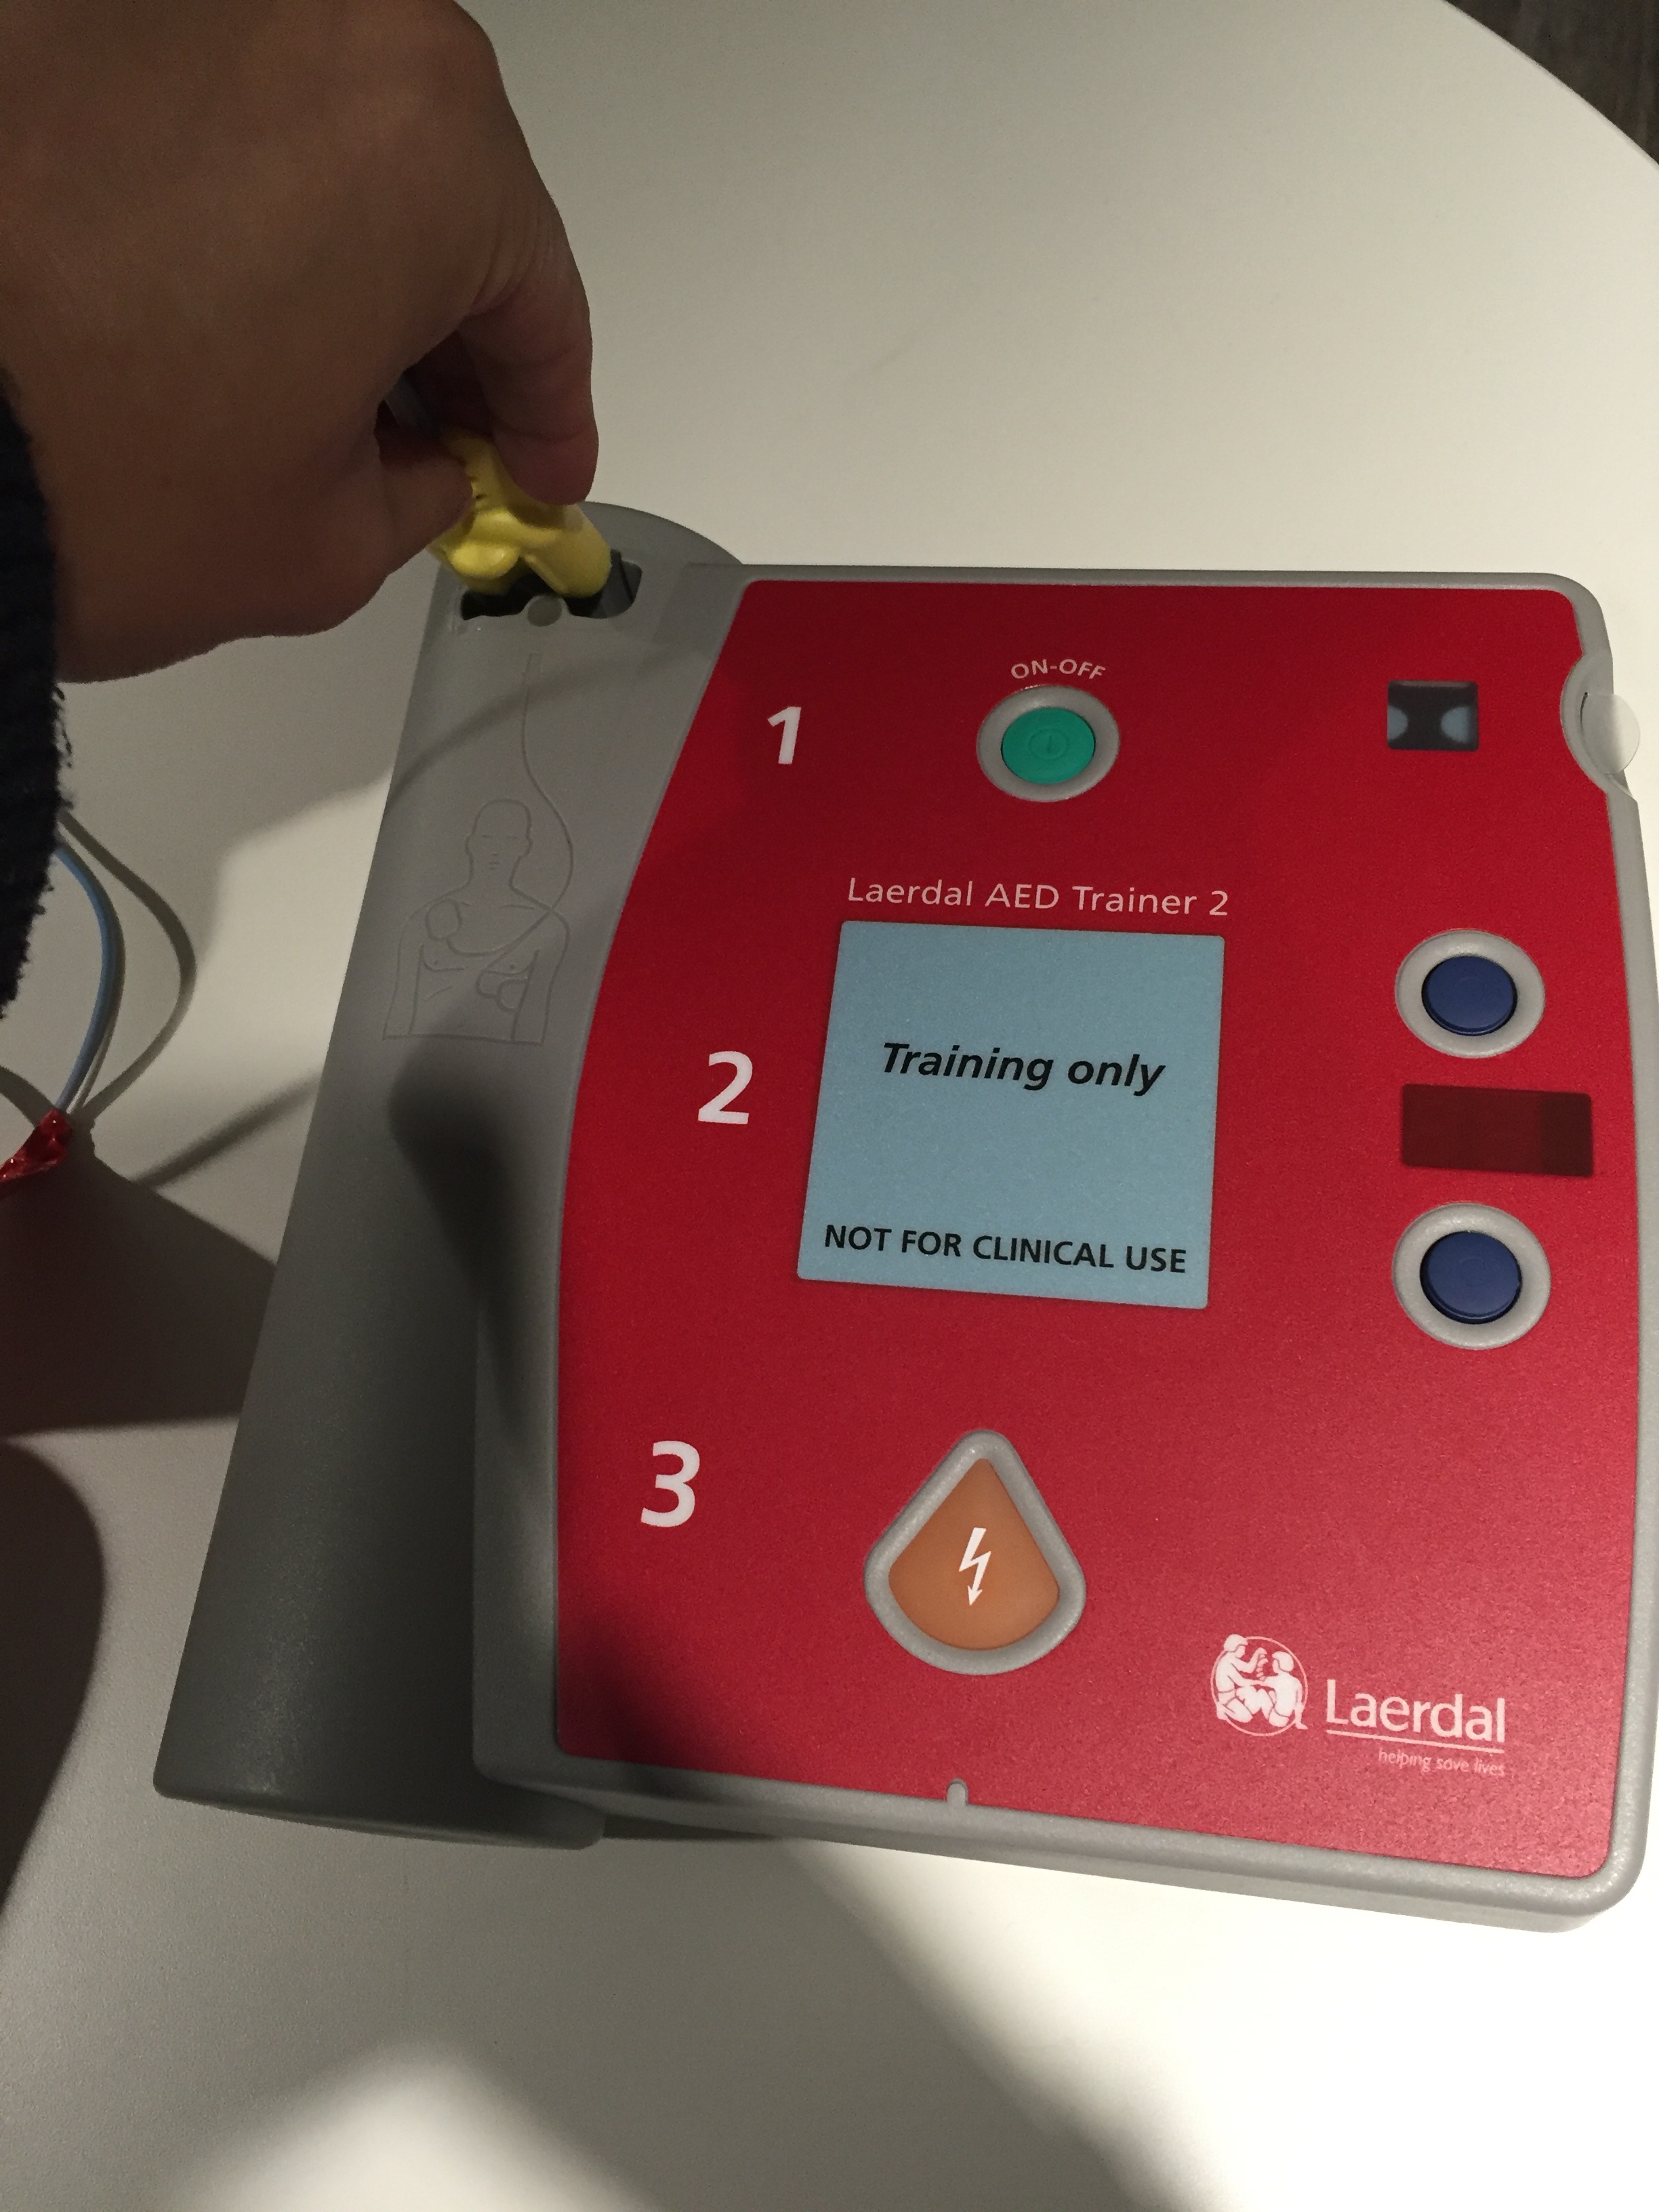 ON-OFF
1
Laerdal AED Trainer 2
Training only
2
NOT FOR CLINICAL USE
3
Laerdal
helping save lives